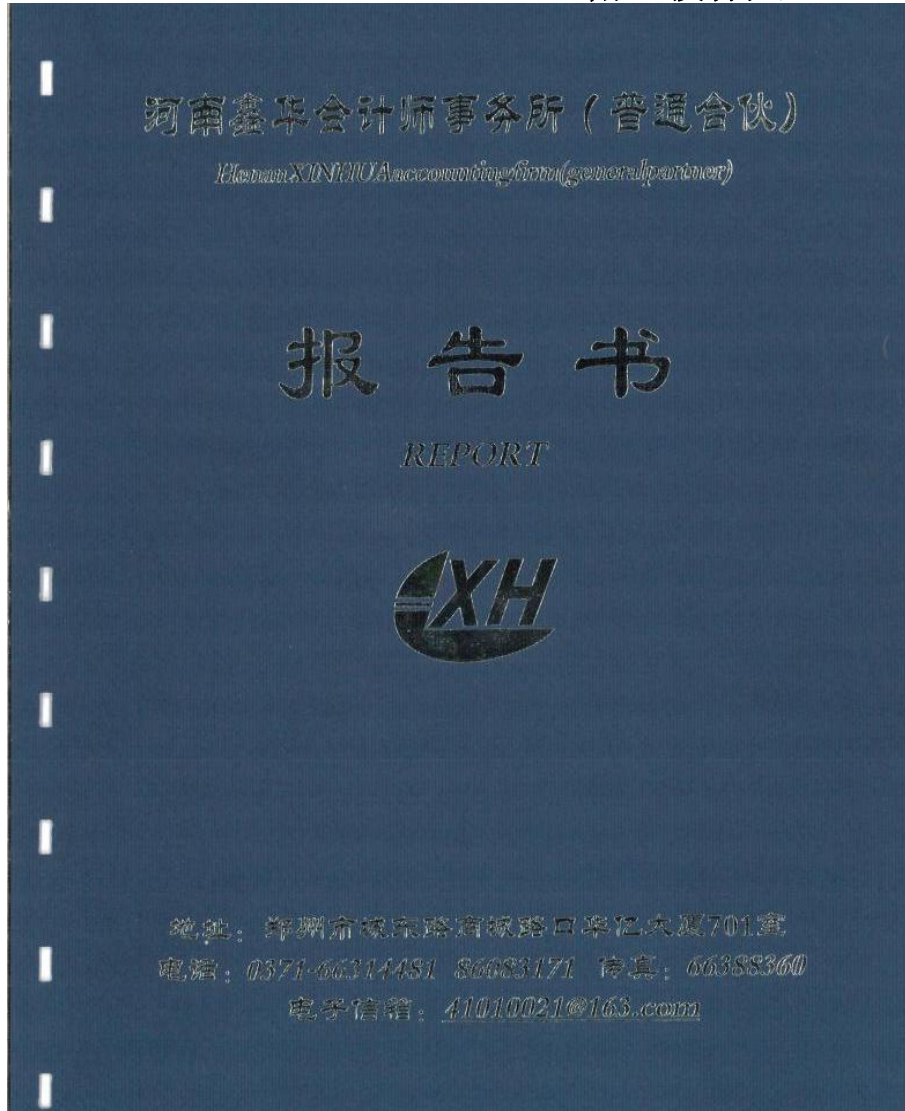 河南鑫华会计师事务所(普通合伙)
HenanXINHUAaccountingfirm(generalpartner)
报告书
REPORT
XH
地址：郑州市城东路商城路口华亿大厦701室
电话：0371-66314481 86083171 传真：66388360
电子信箱：41010021@163.com